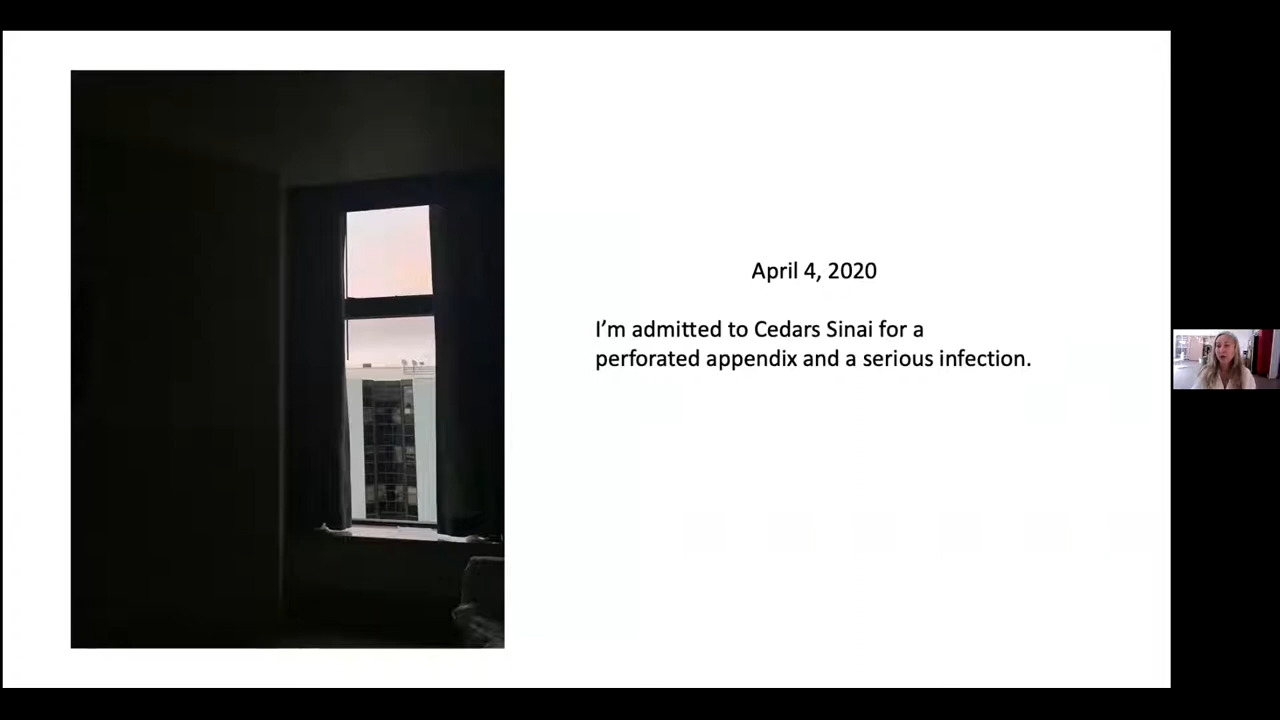 April 4, 2020
I’m admitted to Cedars Sinai for a
perforated appendix and a serious infection.